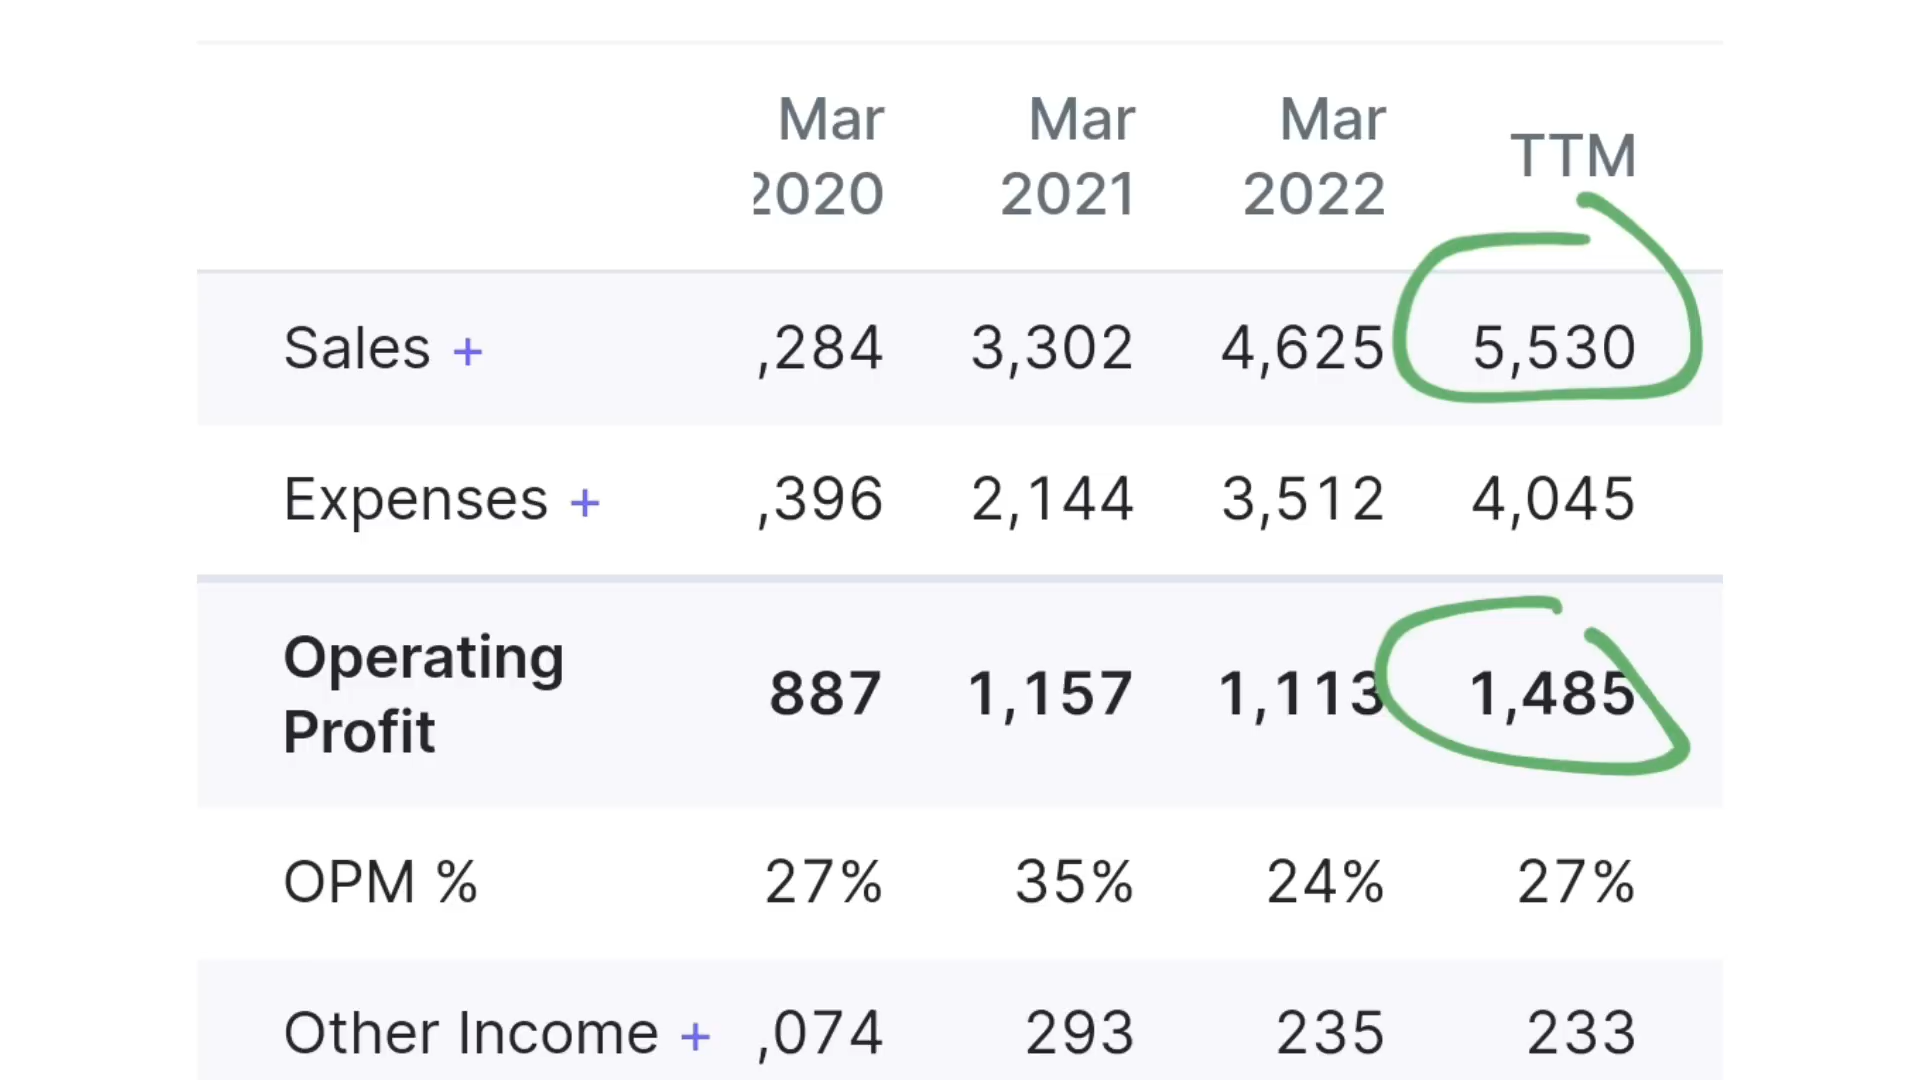 Mar 2020 Mar 2021 Mar 2022 TTM
Sales + ,284 3,302 4,625 5,530
Expenses + ,396 2,144 3,512 4,045
Operating Profit 887 1,157 1,113 1,485
OPM % 27% 35% 24% 27%
Other Income + ,074 293 235 233